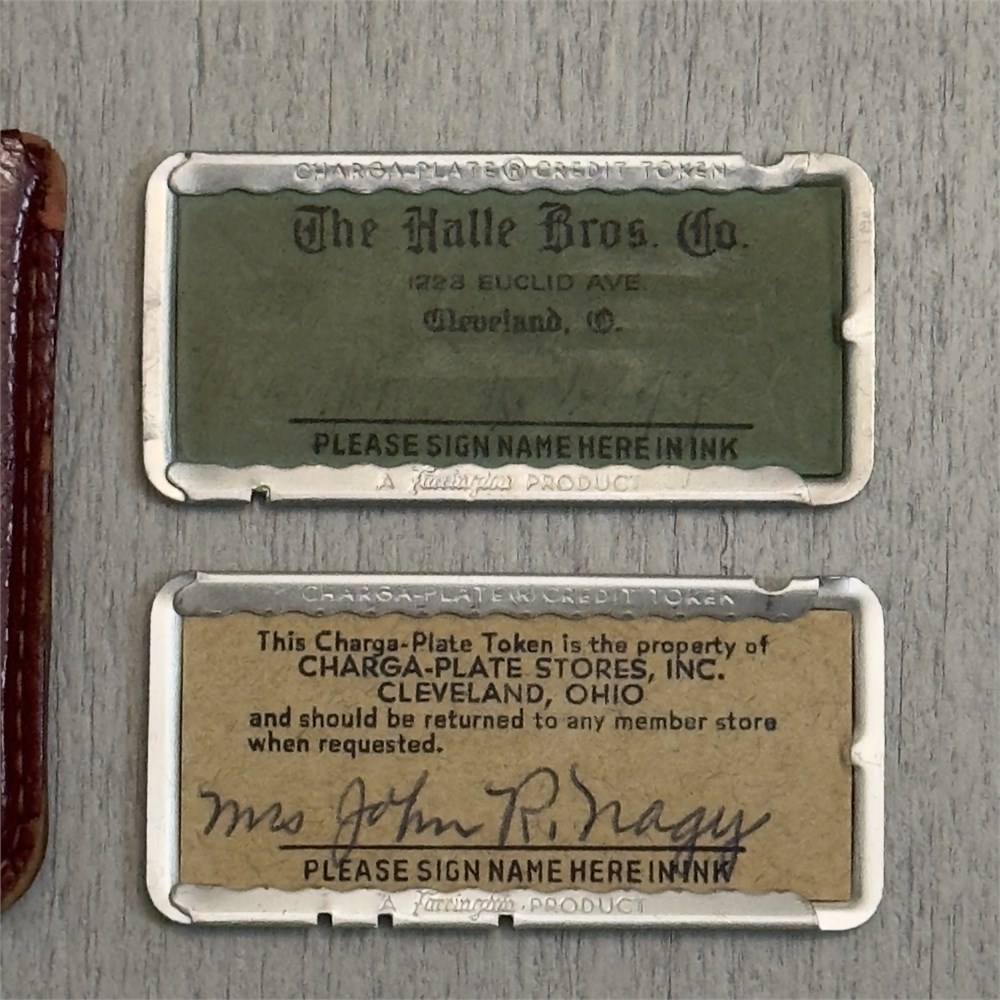 CHARGA-PLATE® CREDIT TOKEN
The Halle Bros. Co.
1228 EUCLID AVE.
Cleveland, O.
PLEASE SIGN NAME HERE IN INK
A Farrington PRODUCT
CHARGA-PLATE® CREDIT TOKEN
This Charga-Plate Token is the property of
CHARGA-PLATE STORES, INC.
CLEVELAND, OHIO
and should be returned to any member store
when requested.
Mrs John R. Nagy
PLEASE SIGN NAME HERE IN INK
A Farrington PRODUCT